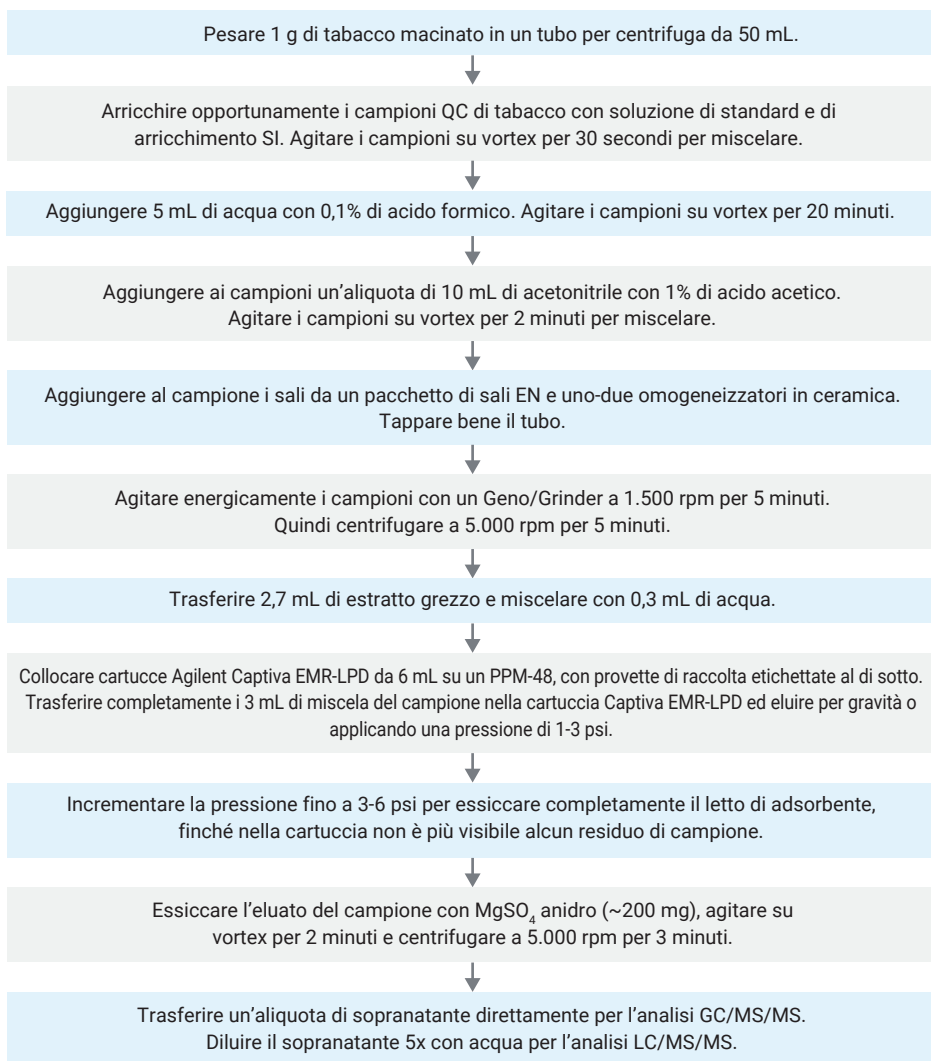 Pesare 1 g di tabacco macinato in un tubo per centrifuga da 50 mL.
Arricchire opportunamente i campioni QC di tabacco con soluzione di standard e di
arricchimento SI. Agitare i campioni su vortex per 30 secondi per miscelare.
Aggiungere 5 mL di acqua con 0,1% di acido formico. Agitare i campioni su vortex per 20 minuti.
Aggiungere ai campioni un’aliquota di 10 mL di acetonitrile con 1% di acido acetico.
Agitare i campioni su vortex per 2 minuti per miscelare.
Aggiungere al campione i sali da un pacchetto di sali EN e uno-due omogeneizzatori in ceramica.
Tappare bene il tubo.
Agitare energicamente i campioni con un Geno/Grinder a 1.500 rpm per 5 minuti.
Quindi centrifugare a 5.000 rpm per 5 minuti.
Trasferire 2,7 mL di estratto grezzo e miscelare con 0,3 mL di acqua.
Collocare cartucce Agilent Captiva EMR-LPD da 6 mL su un PPM-48, con provette di raccolta etichettate al di sotto.
Trasferire completamente i 3 mL di miscela del campione nella cartuccia Captiva EMR-LPD ed eluire per gravità o
applicando una pressione di 1-3 psi.
Incrementare la pressione fino a 3-6 psi per essiccare completamente il letto di adsorbente,
finché nella cartuccia non è più visibile alcun residuo di campione.
Essiccare l’eluato del campione con MgSO₄ anidro (~200 mg), agitare su
vortex per 2 minuti e centrifugare a 5.000 rpm per 3 minuti.
Trasferire un’aliquota di sopranatante direttamente per l’analisi GC/MS/MS.
Diluire il sopranatante 5x con acqua per l’analisi LC/MS/MS.